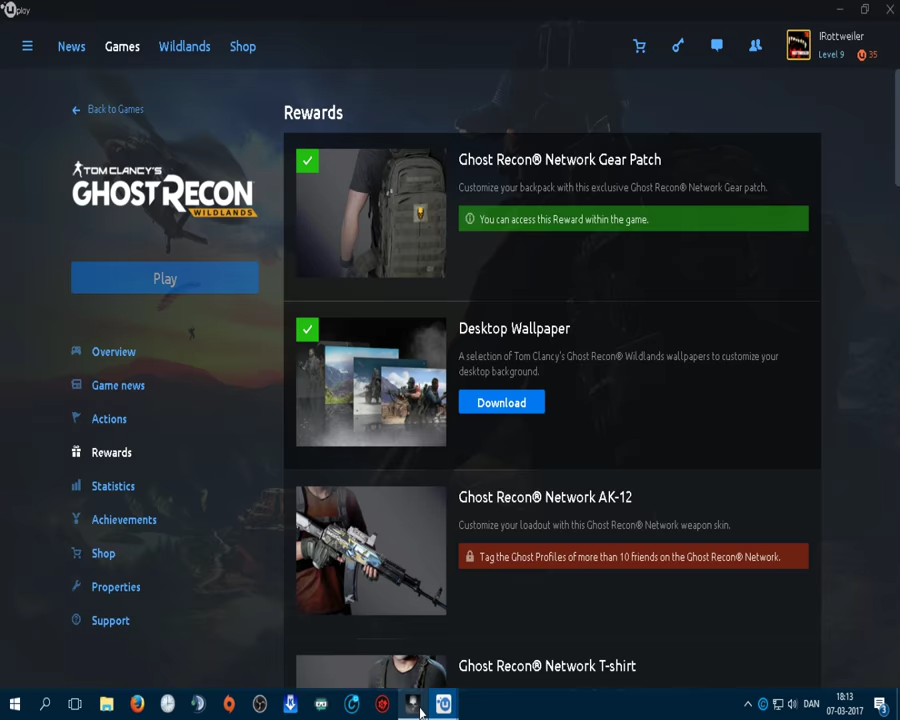 uplay
News Games Wildlands Shop
IRottweiler
Level 9 35
Back to Games
Rewards
TOM CLANCY'S
GHOST RECON
WILDLANDS
Play
Overview
Game news
Actions
Rewards
Statistics
Achievements
Shop
Properties
Support
Ghost Recon® Network Gear Patch
Customize your backpack with this exclusive Ghost Recon® Network Gear patch.
You can access this Reward within the game.
Desktop Wallpaper
A selection of Tom Clancy's Ghost Recon® Wildlands wallpapers to customize your
desktop background.
Download
Ghost Recon® Network AK-12
Customize your loadout with this Ghost Recon® Network weapon skin.
Tag the Ghost Profiles of more than 10 friends on the Ghost Recon® Network.
Ghost Recon® Network T-shirt
DAN
18:13
07-03-2017
3